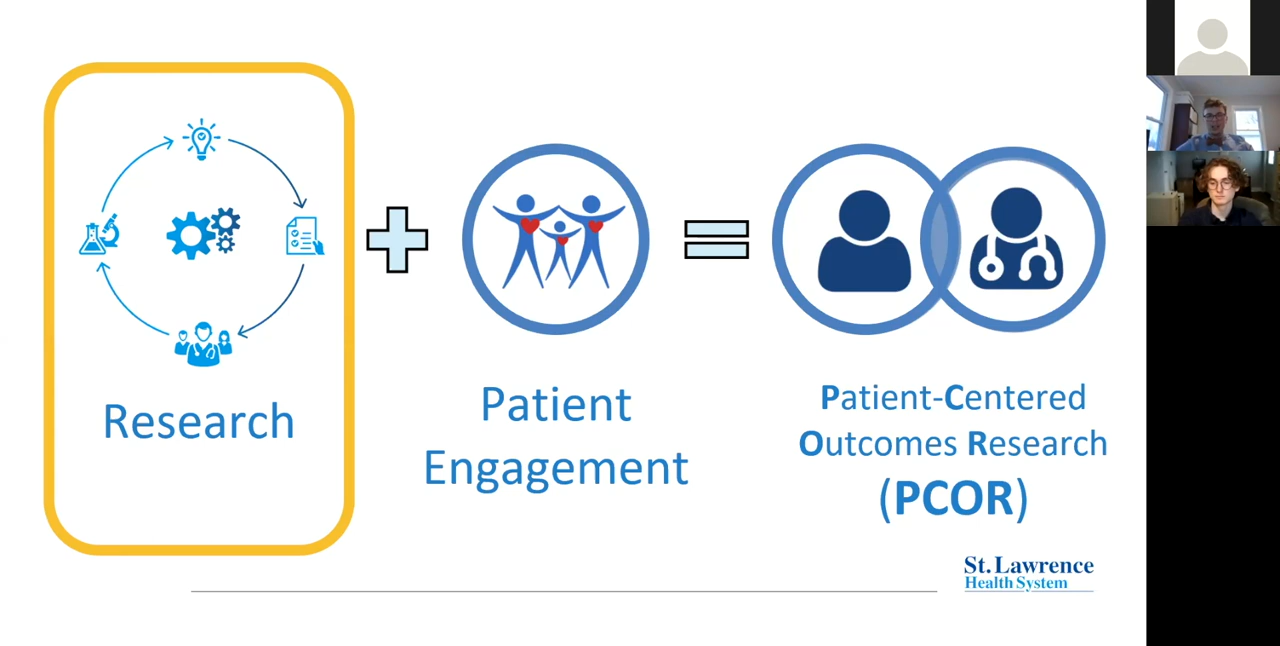 Research
Patient
Engagement
Patient-Centered
Outcomes Research
(PCOR)
St. Lawrence
Health System